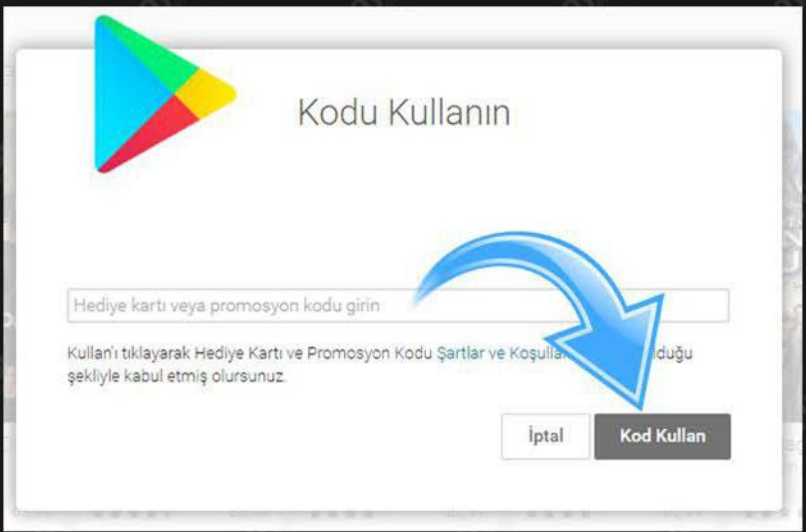 Kodu Kullanın
Hediye kartı veya promosyon kodu girin
Kullan'ı tıklayarak Hediye Kartı ve Promosyon Kodu Şartlar ve
şekliyle kabul etmiş olursunuz.
İptal
Kod Kullan